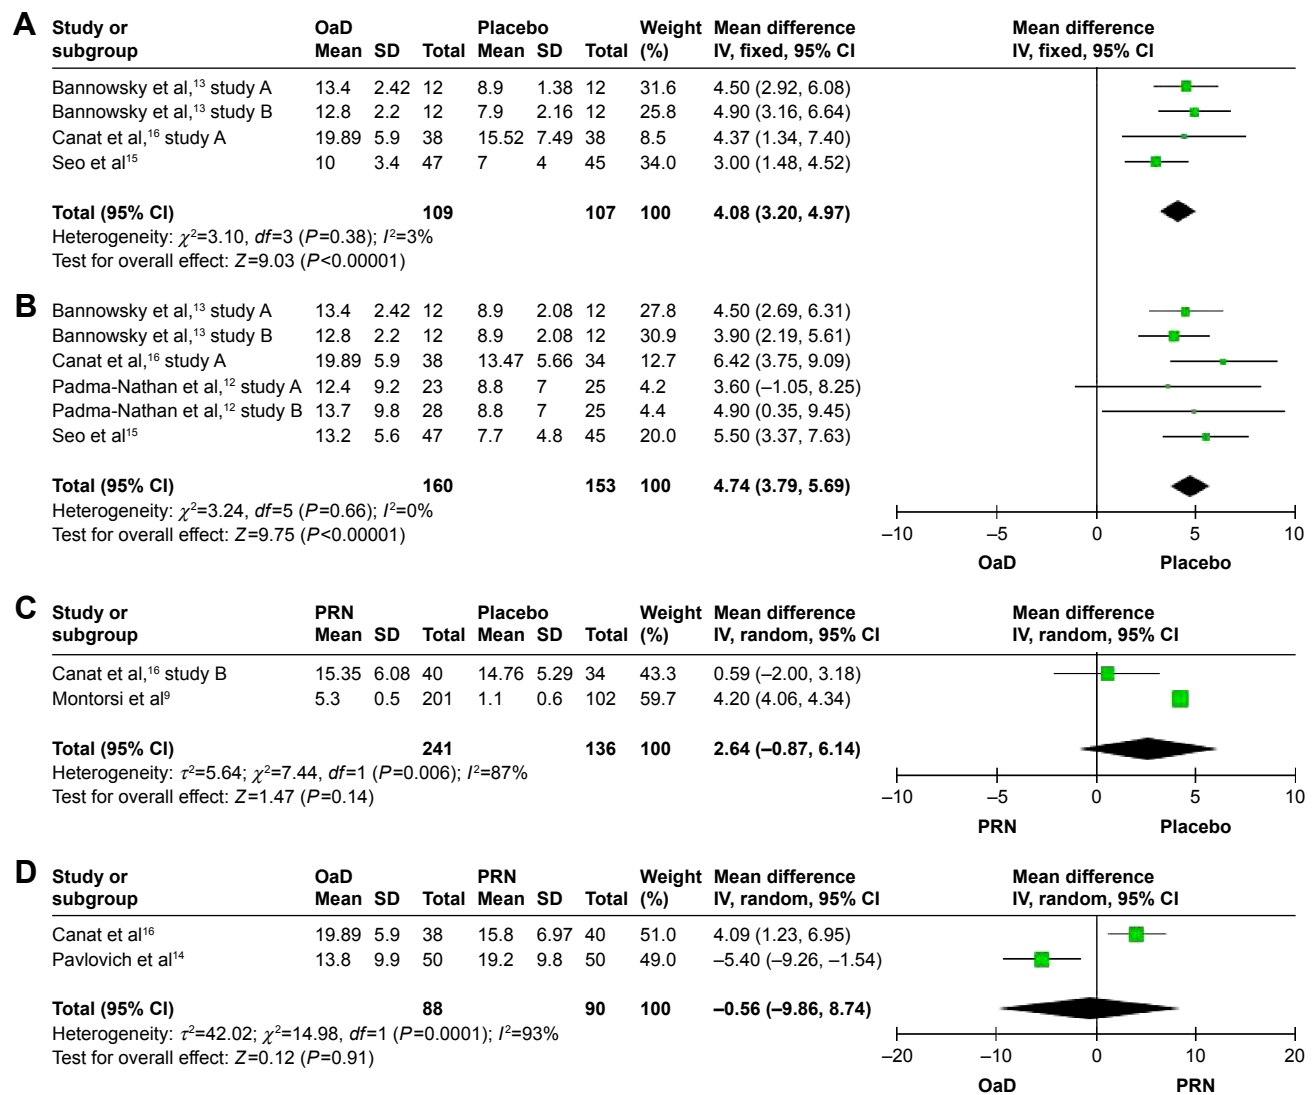 A Study or OaD Placebo Weight Mean difference Mean difference
subgroup Mean SD Total Mean SD Total (%) IV, fixed, 95% CI IV, fixed, 95% CI
Bannowsky et al,¹³ study A 13.4 2.42 12 8.9 1.38 12 31.6 4.50 (2.92, 6.08)
Bannowsky et al,¹³ study B 12.8 2.2 12 7.9 2.16 12 25.8 4.90 (3.16, 6.64)
Canat et al,¹⁶ study A 19.89 5.9 38 15.52 7.49 38 8.5 4.37 (1.34, 7.40)
Seo et al¹⁵ 10 3.4 47 7 4 45 34.0 3.00 (1.48, 4.52)
Total (95% CI) 109 107 100 4.08 (3.20, 4.97)
Heterogeneity: χ²=3.10, df=3 (P=0.38); I²=3%
Test for overall effect: Z=9.03 (P<0.00001)
B Bannowsky et al,¹³ study A 13.4 2.42 12 8.9 2.08 12 27.8 4.50 (2.69, 6.31)
Bannowsky et al,¹³ study B 12.8 2.2 12 8.9 2.08 12 30.9 3.90 (2.19, 5.61)
Canat et al,¹⁶ study A 19.89 5.9 38 13.47 5.66 34 12.7 6.42 (3.75, 9.09)
Padma-Nathan et al,¹² study A 12.4 9.2 23 8.8 7 25 4.2 3.60 (–1.05, 8.25)
Padma-Nathan et al,¹² study B 13.7 9.8 28 8.8 7 25 4.4 4.90 (0.35, 9.45)
Seo et al¹⁵ 13.2 5.6 47 7.7 4.8 45 20.0 5.50 (3.37, 7.63)
Total (95% CI) 160 153 100 4.74 (3.79, 5.69)
Heterogeneity: χ²=3.24, df=5 (P=0.66); I²=0%
Test for overall effect: Z=9.75 (P<0.00001)
–10 –5 0 5 10
OaD Placebo
C Study or PRN Placebo Weight Mean difference Mean difference
subgroup Mean SD Total Mean SD Total (%) IV, random, 95% CI IV, random, 95% CI
Canat et al,¹⁶ study B 15.35 6.08 40 14.76 5.29 34 43.3 0.59 (–2.00, 3.18)
Montorsi et al⁹ 5.3 0.5 201 1.1 0.6 102 59.7 4.20 (4.06, 4.34)
Total (95% CI) 241 136 100 2.64 (–0.87, 6.14)
Heterogeneity: τ²=5.64; χ²=7.44, df=1 (P=0.006); I²=87%
Test for overall effect: Z=1.47 (P=0.14)
–10 –5 0 5 10
PRN Placebo
D Study or OaD PRN Weight Mean difference Mean difference
subgroup Mean SD Total Mean SD Total (%) IV, random, 95% CI IV, random, 95% CI
Canat et al¹⁶ 19.89 5.9 38 15.8 6.97 40 51.0 4.09 (1.23, 6.95)
Pavlovich et al¹⁴ 13.8 9.9 50 19.2 9.8 50 49.0 –5.40 (–9.26, –1.54)
Total (95% CI) 88 90 100 –0.56 (–9.86, 8.74)
Heterogeneity: τ²=42.02; χ²=14.98, df=1 (P=0.0001); I²=93%
Test for overall effect: Z=0.12 (P=0.91)
–20 –10 0 10 20
OaD PRN